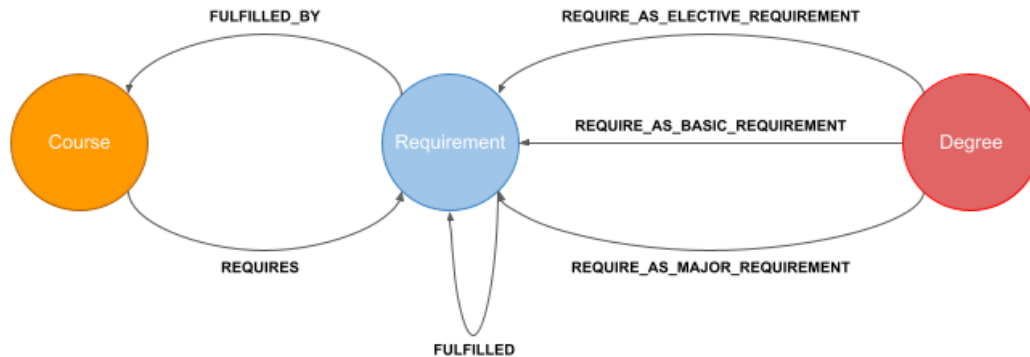 FULFILLED_BY
REQUIRE_AS_ELECTIVE_REQUIREMENT
Course
Requirement
REQUIRE_AS_BASIC_REQUIREMENT
Degree
REQUIRES
REQUIRE_AS_MAJOR_REQUIREMENT
FULFILLED